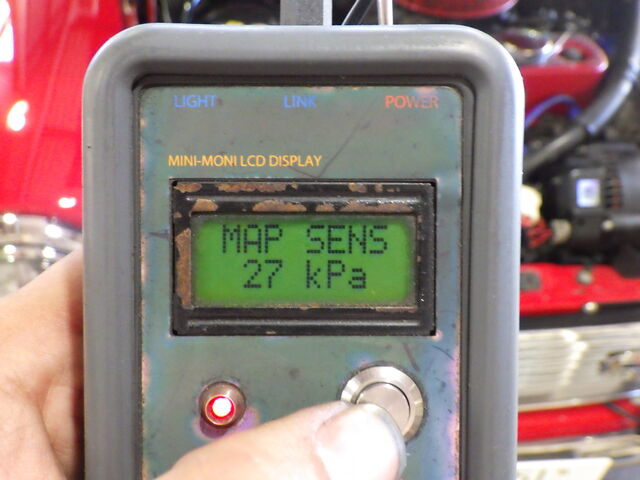 LIGHT LINK POWER
MINI-MONI LCD DISPLAY
MAP SENS
27 kPa